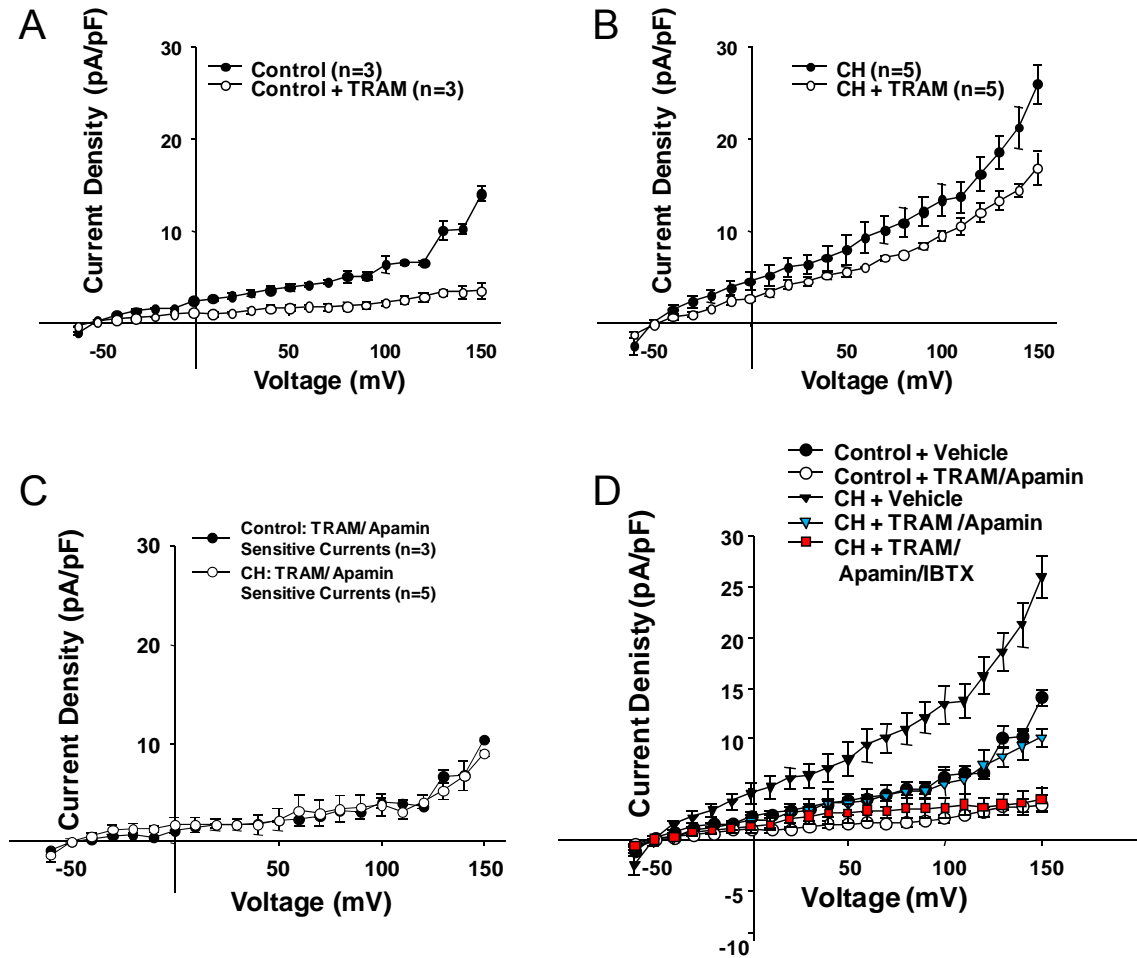 A
Current Density (pA/pF)
30
20
10
Control (n=3)
Control + TRAM (n=3)
-50
50
100
150
Voltage (mV)
B
Current Density (pA/pF)
30
20
10
CH (n=5)
CH + TRAM (n=5)
-50
50
100
150
Voltage (mV)
C
Current Density (pA/pF)
30
20
10
Control: TRAM/ Apamin
Sensitive Currents (n=3)
CH: TRAM/ Apamin
Sensitive Currents (n=5)
-50
50
100
150
Voltage (mV)
D
Control + Vehicle
Control + TRAM/Apamin
CH + Vehicle
CH + TRAM /Apamin
CH + TRAM/
Apamin/IBTX
Current Denisty (pA/pF)
30
25
20
15
10
-5
-10
-50
50
100
150
Voltage (mV)